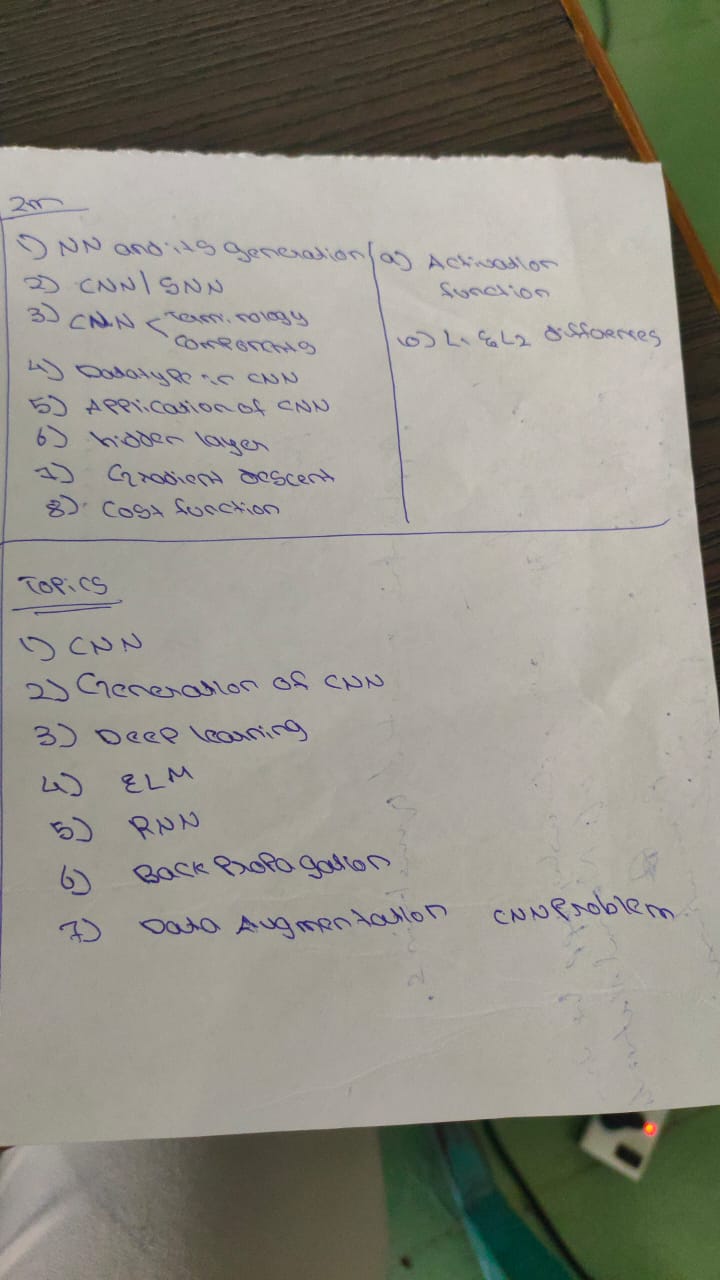 2m
1) NN and its generation
2) CNN / SNN
3) CNN < Terminology
components
4) Datatype in CNN
5) Application of CNN
6) hidden layer
7) Gradient descent
8) Cost function
9) Activation
function
10) L1 & L2
Topics
1) CNN
2) Generation of CNN
3) Deep learning
4) ELM
5) RNN
6) Back Propagation
7) Data Augmentation CNN Problem